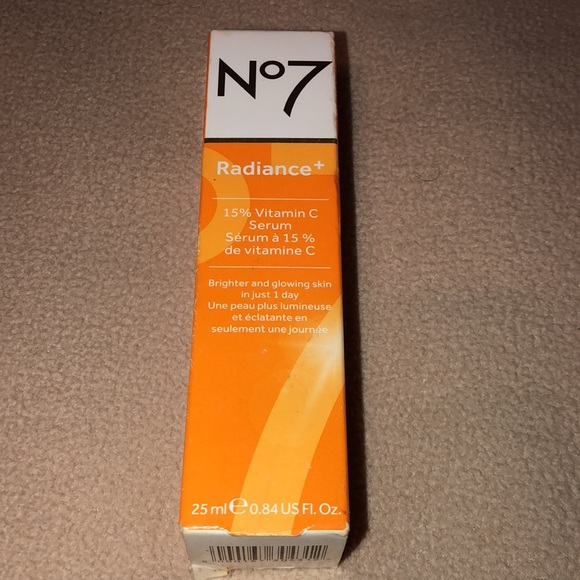 No7
Radiance+
15% Vitamin C
Serum
Sérum à 15 %
de vitamine C
Brighter and glowing skin
in just 1 day
Une peau plus lumineuse
et éclatante en
seulement une journée
25 ml ℮ 0.84 US Fl. Oz.